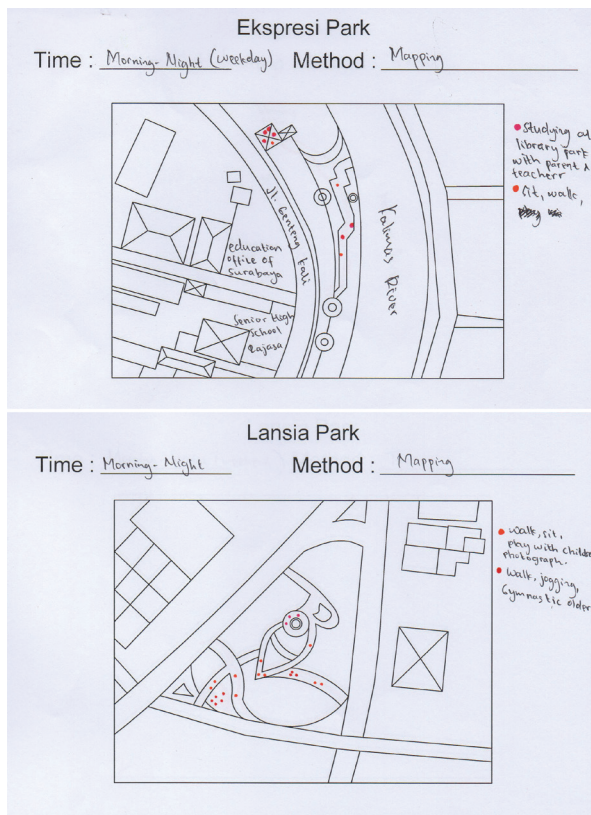 Ekspresi Park
Time : Morning - Night (weekday) Method : Mapping
Studying at
library park
with parent &
teacherr
Sit, walk,
Jl. Genteng Kali
Kalimas River
education
office of
Surabaya
Senior High
School
Rajasa
Lansia Park
Time : Morning - Night Method : Mapping
Walk, sit,
play with childre
photograph.
Walk, jogging,
Gymnastic older